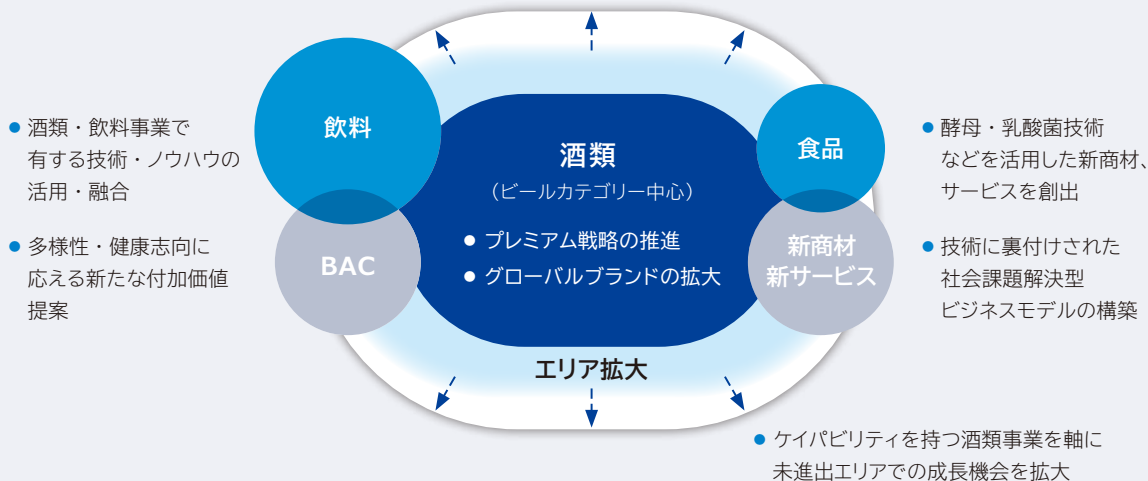 ● 酒類・飲料事業で
有する技術・ノウハウの
活用・融合
● 多様性・健康志向に
応える新たな付加価値
提案
飲料
BAC
酒類
（ビールカテゴリー中心）
● プレミアム戦略の推進
● グローバルブランドの拡大
エリア拡大
食品
新商材
新サービス
● 酵母・乳酸菌技術
などを活用した新商材、
サービスを創出
● 技術に裏付けされた
社会課題解決型
ビジネスモデルの構築
● ケイパビリティを持つ酒類事業を軸に
未進出エリアでの成長機会を拡大